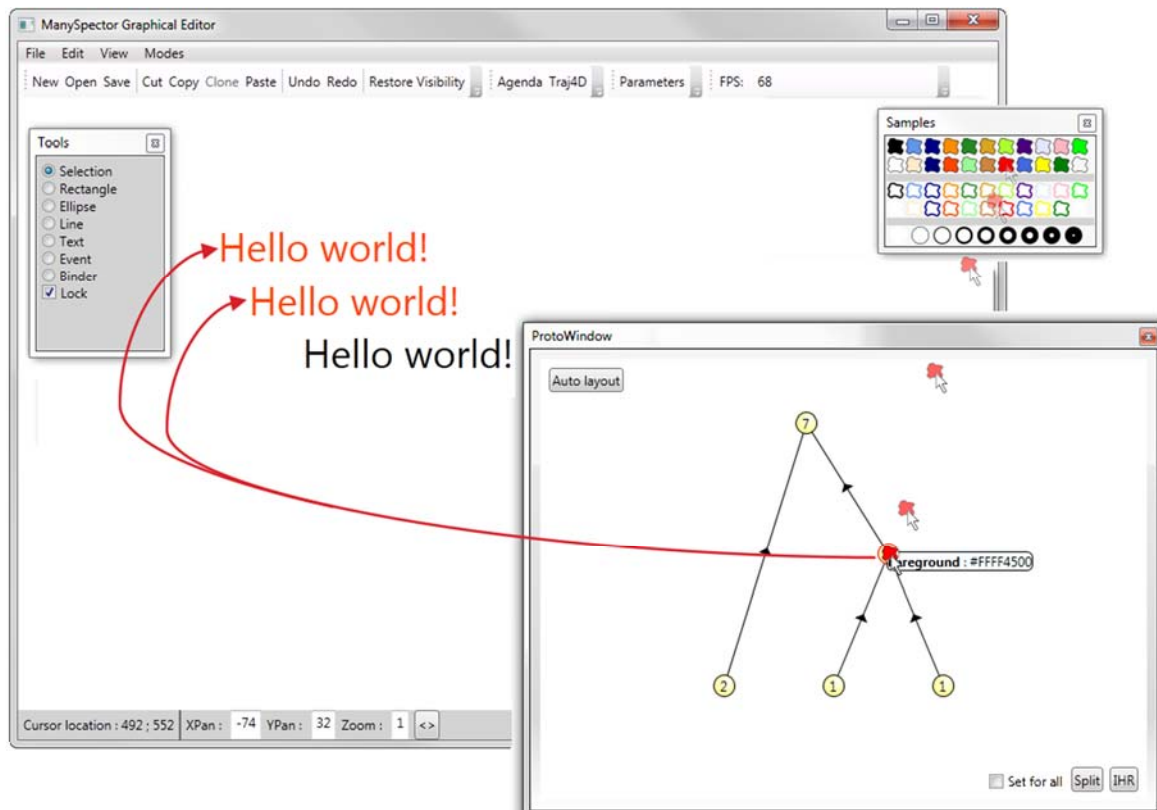 ManySpector Graphical Editor
File Edit View Modes
New Open Save Cut Copy Clone Paste Undo Redo Restore Visibility Agenda Traj4D Parameters FPS: 68
Tools
Selection
Rectangle
Ellipse
Line
Text
Event
Binder
Lock
Samples
Hello world!
Hello world!
Hello world!
ProtoWindow
Auto layout
7
: #FFFF4500
2 1 1
Set for all Split IHR
Cursor location : 492 ; 552 XPan : -74 YPan : 32 Zoom : 1 <>